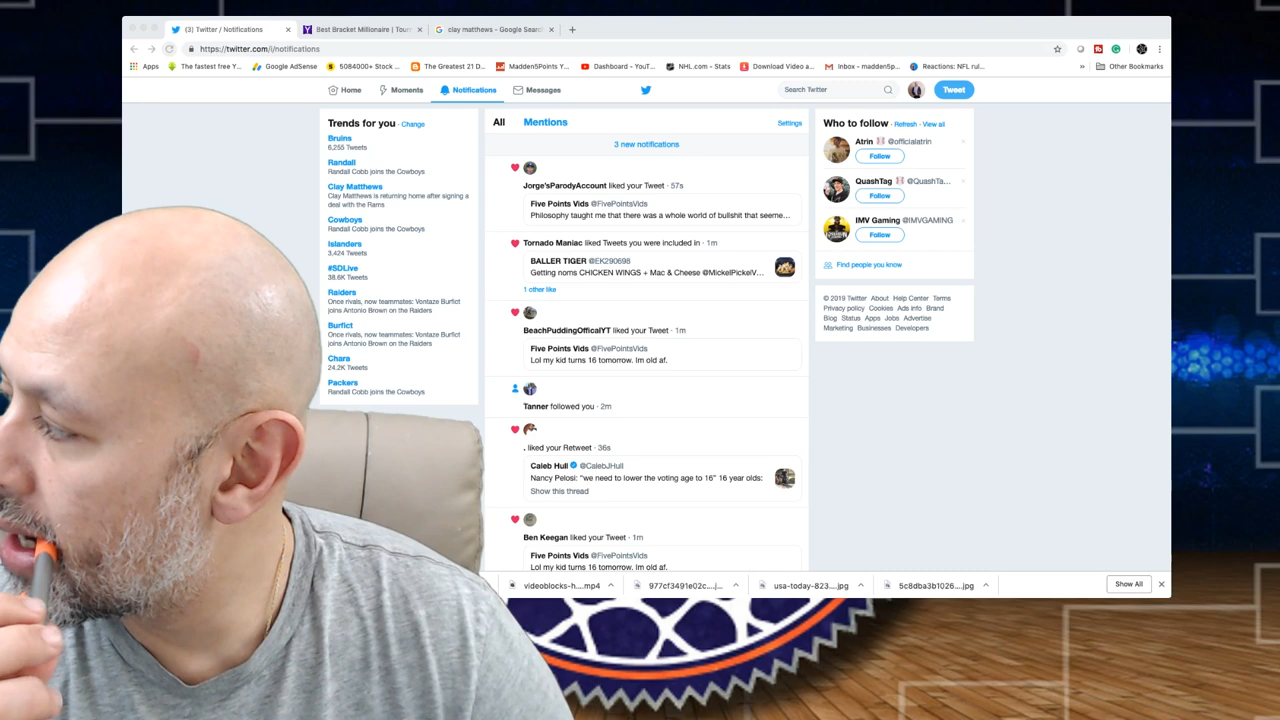 (3) Twitter / Notifications
Best Bracket Millionaire | Tour
clay matthews - Google Search
https://twitter.com/i/notifications
Apps
The fastest free Y...
Google AdSense
5084000+ Stock ...
The Greatest 21 D...
Madden5Points Y...
Dashboard - YouT...
NHL.com - Stats
Download Video a...
Inbox - madden5p...
Reactions: NFL rul...
»
Other Bookmarks
Home
Moments
Notifications
Messages
Search Twitter
Tweet
Trends for you · Change
Bruins
6,255 Tweets
Randall
Randall Cobb joins the Cowboys
Clay Matthews
Clay Matthews is returning home after signing a
deal with the Rams
Cowboys
Randall Cobb joins the Cowboys
Islanders
3,424 Tweets
#SDLive
38.6K Tweets
Raiders
Once rivals, now teammates: Vontaze Burfict
joins Antonio Brown on the Raiders
Burfict
Once rivals, now teammates: Vontaze Burfict
joins Antonio Brown on the Raiders
Chara
24.2K Tweets
Packers
Randall Cobb joins the Cowboys
All
Mentions
Settings
3 new notifications
Jorge'sParodyAccount liked your Tweet · 57s
Five Points Vids @FivePointsVids
Philosophy taught me that there was a whole world of bullshit that seeme...
Tornado Maniac liked Tweets you were included in · 1m
BALLER TIGER @EK290698
Getting noms CHICKEN WINGS + Mac & Cheese @MickelPickelV...
1 other like
BeachPuddingOfficalYT liked your Tweet · 1m
Five Points Vids @FivePointsVids
Lol my kid turns 16 tomorrow. Im old af.
Tanner followed you · 2m
. liked your Retweet · 36s
Caleb Hull @CalebJHull
Nancy Pelosi: "we need to lower the voting age to 16" 16 year olds:
Show this thread
Ben Keegan liked your Tweet · 1m
Five Points Vids @FivePointsVids
Lol my kid turns 16 tomorrow. Im old af.
Who to follow · Refresh · View all
Atrin @officialatrin
Follow
QuashTag @QuashTa...
Follow
IMV Gaming @IMVGAMING
Follow
Find people you know
© 2019 Twitter About Help Center Terms
Privacy policy Cookies Ads info Brand
Blog Status Apps Jobs Advertise
Marketing Businesses Developers
videoblocks-h....mp4
977cf3491e02c....j...
usa-today-823....jpg
5c8dba3b1026....jpg
Show All